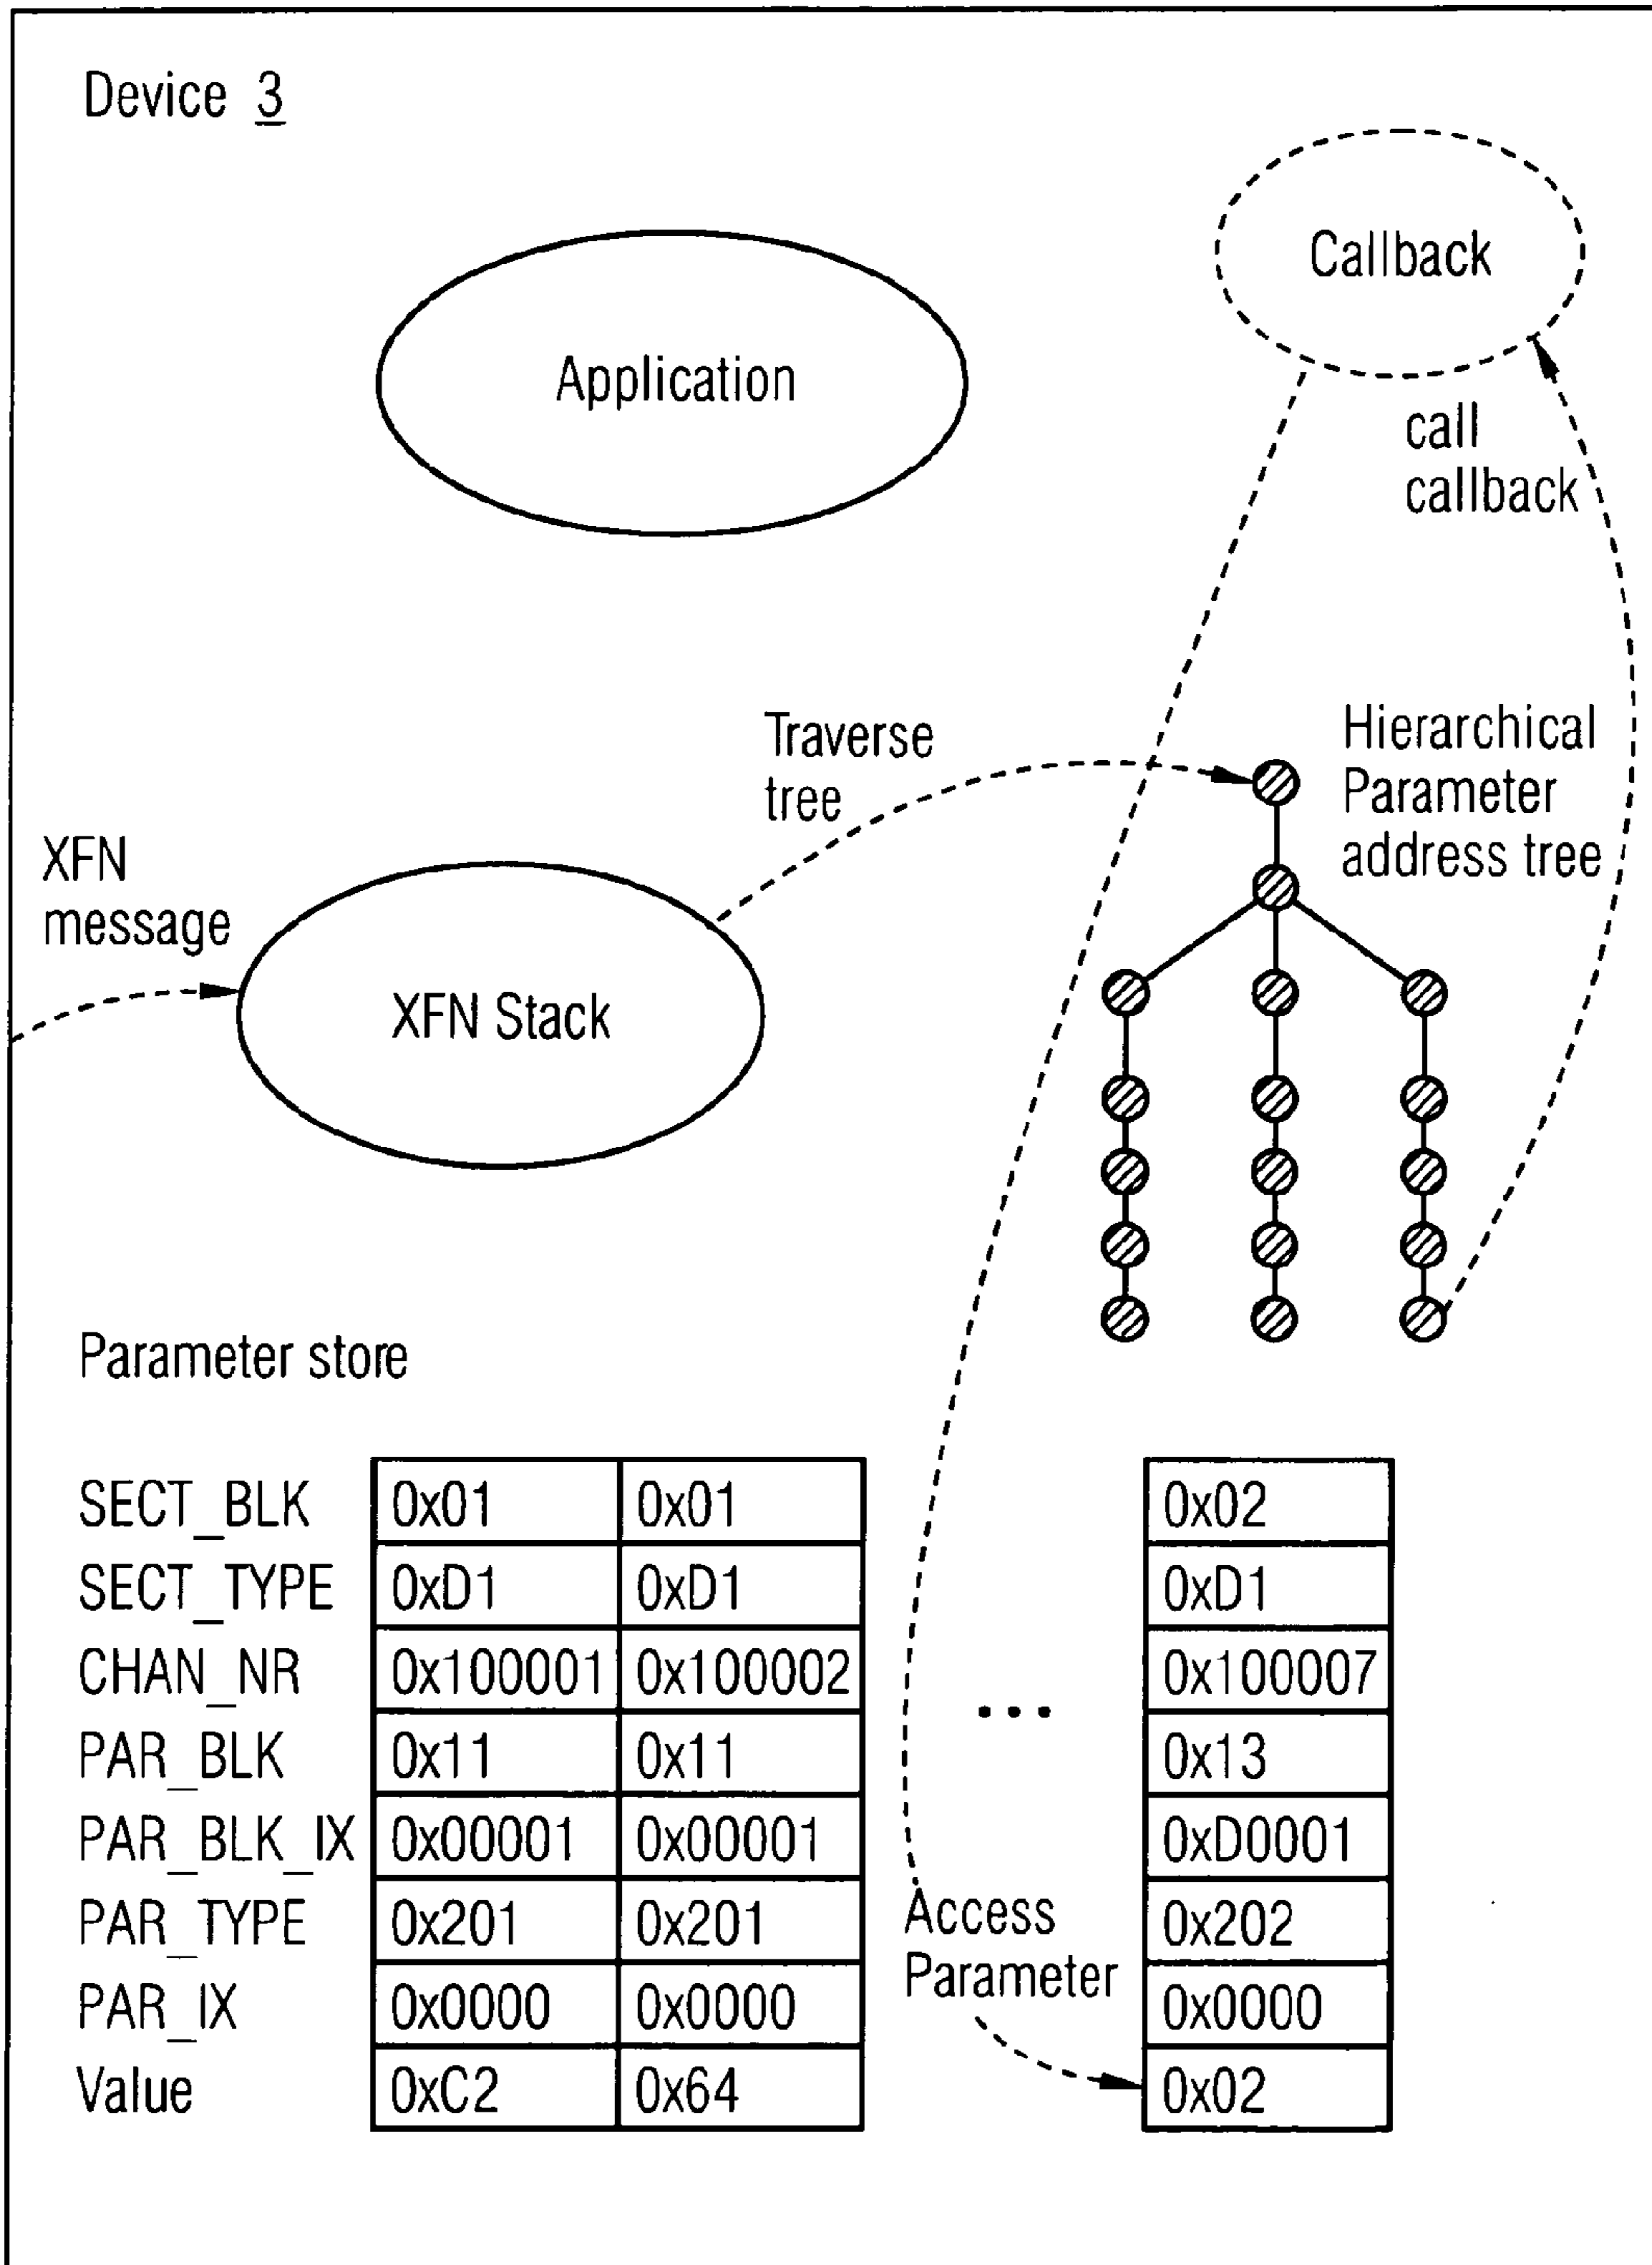 Device 3
Callback
Application
call
callback
Traverse
tree
Hierarchical
Parameter
address tree
XFN
message
XFN Stack
Parameter store
SECT_BLK 0x01 0x01 0x02
SECT_TYPE 0xD1 0xD1 0xD1
CHAN_NR 0x100001 0x100002 ... 0x100007
PAR_BLK 0x11 0x11 0x13
PAR_BLK_IX 0x00001 0x00001 0xD0001
PAR_TYPE 0x201 0x201 Access 0x202
PAR_IX 0x0000 0x0000 Parameter 0x0000
Value 0xC2 0x64 0x02